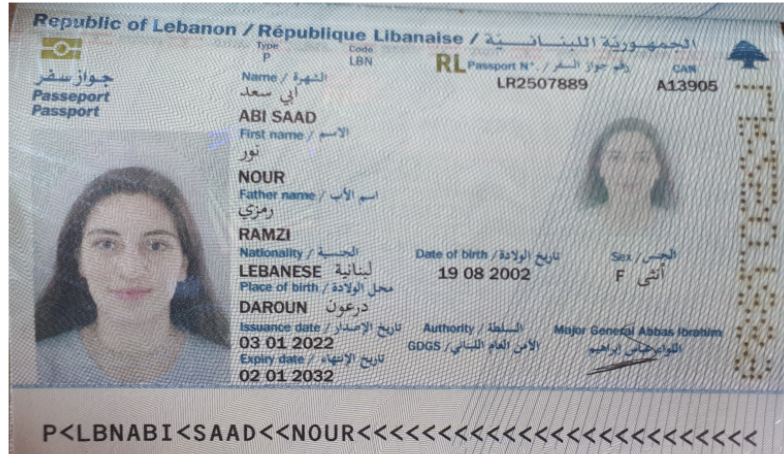 Republic of Lebanon / République Libanaise / الجمهورية اللبنانية
Type
P
Code
LBN
RL Passport N°. / رقم جواز السفر
LR2507889
CAN
A13905
جواز سفر
Passeport
Passport
Name / الشهرة
أبي سعد
ABI SAAD
First name / الاسم
نور
NOUR
Father name / اسم الأب
رمزي
RAMZI
Nationality / الجنسية
LEBANESE لبنانية
Date of birth / تاريخ الولادة
19 08 2002
Sex / الجنس
F أنثى
Place of birth / محل الولادة
DAROUN درعون
Issuance date / تاريخ الإصدار
03 01 2022
Authority / السلطة
GDGS / الأمن العام اللبناني
Major General Abbas Ibrahim
اللواء عباس إبراهيم
Expiry date / تاريخ الإنتهاء
02 01 2032
P<LBNABI<SAAD<<NOUR<<<<<<<<<<<<<<<<<<<<<<<<<